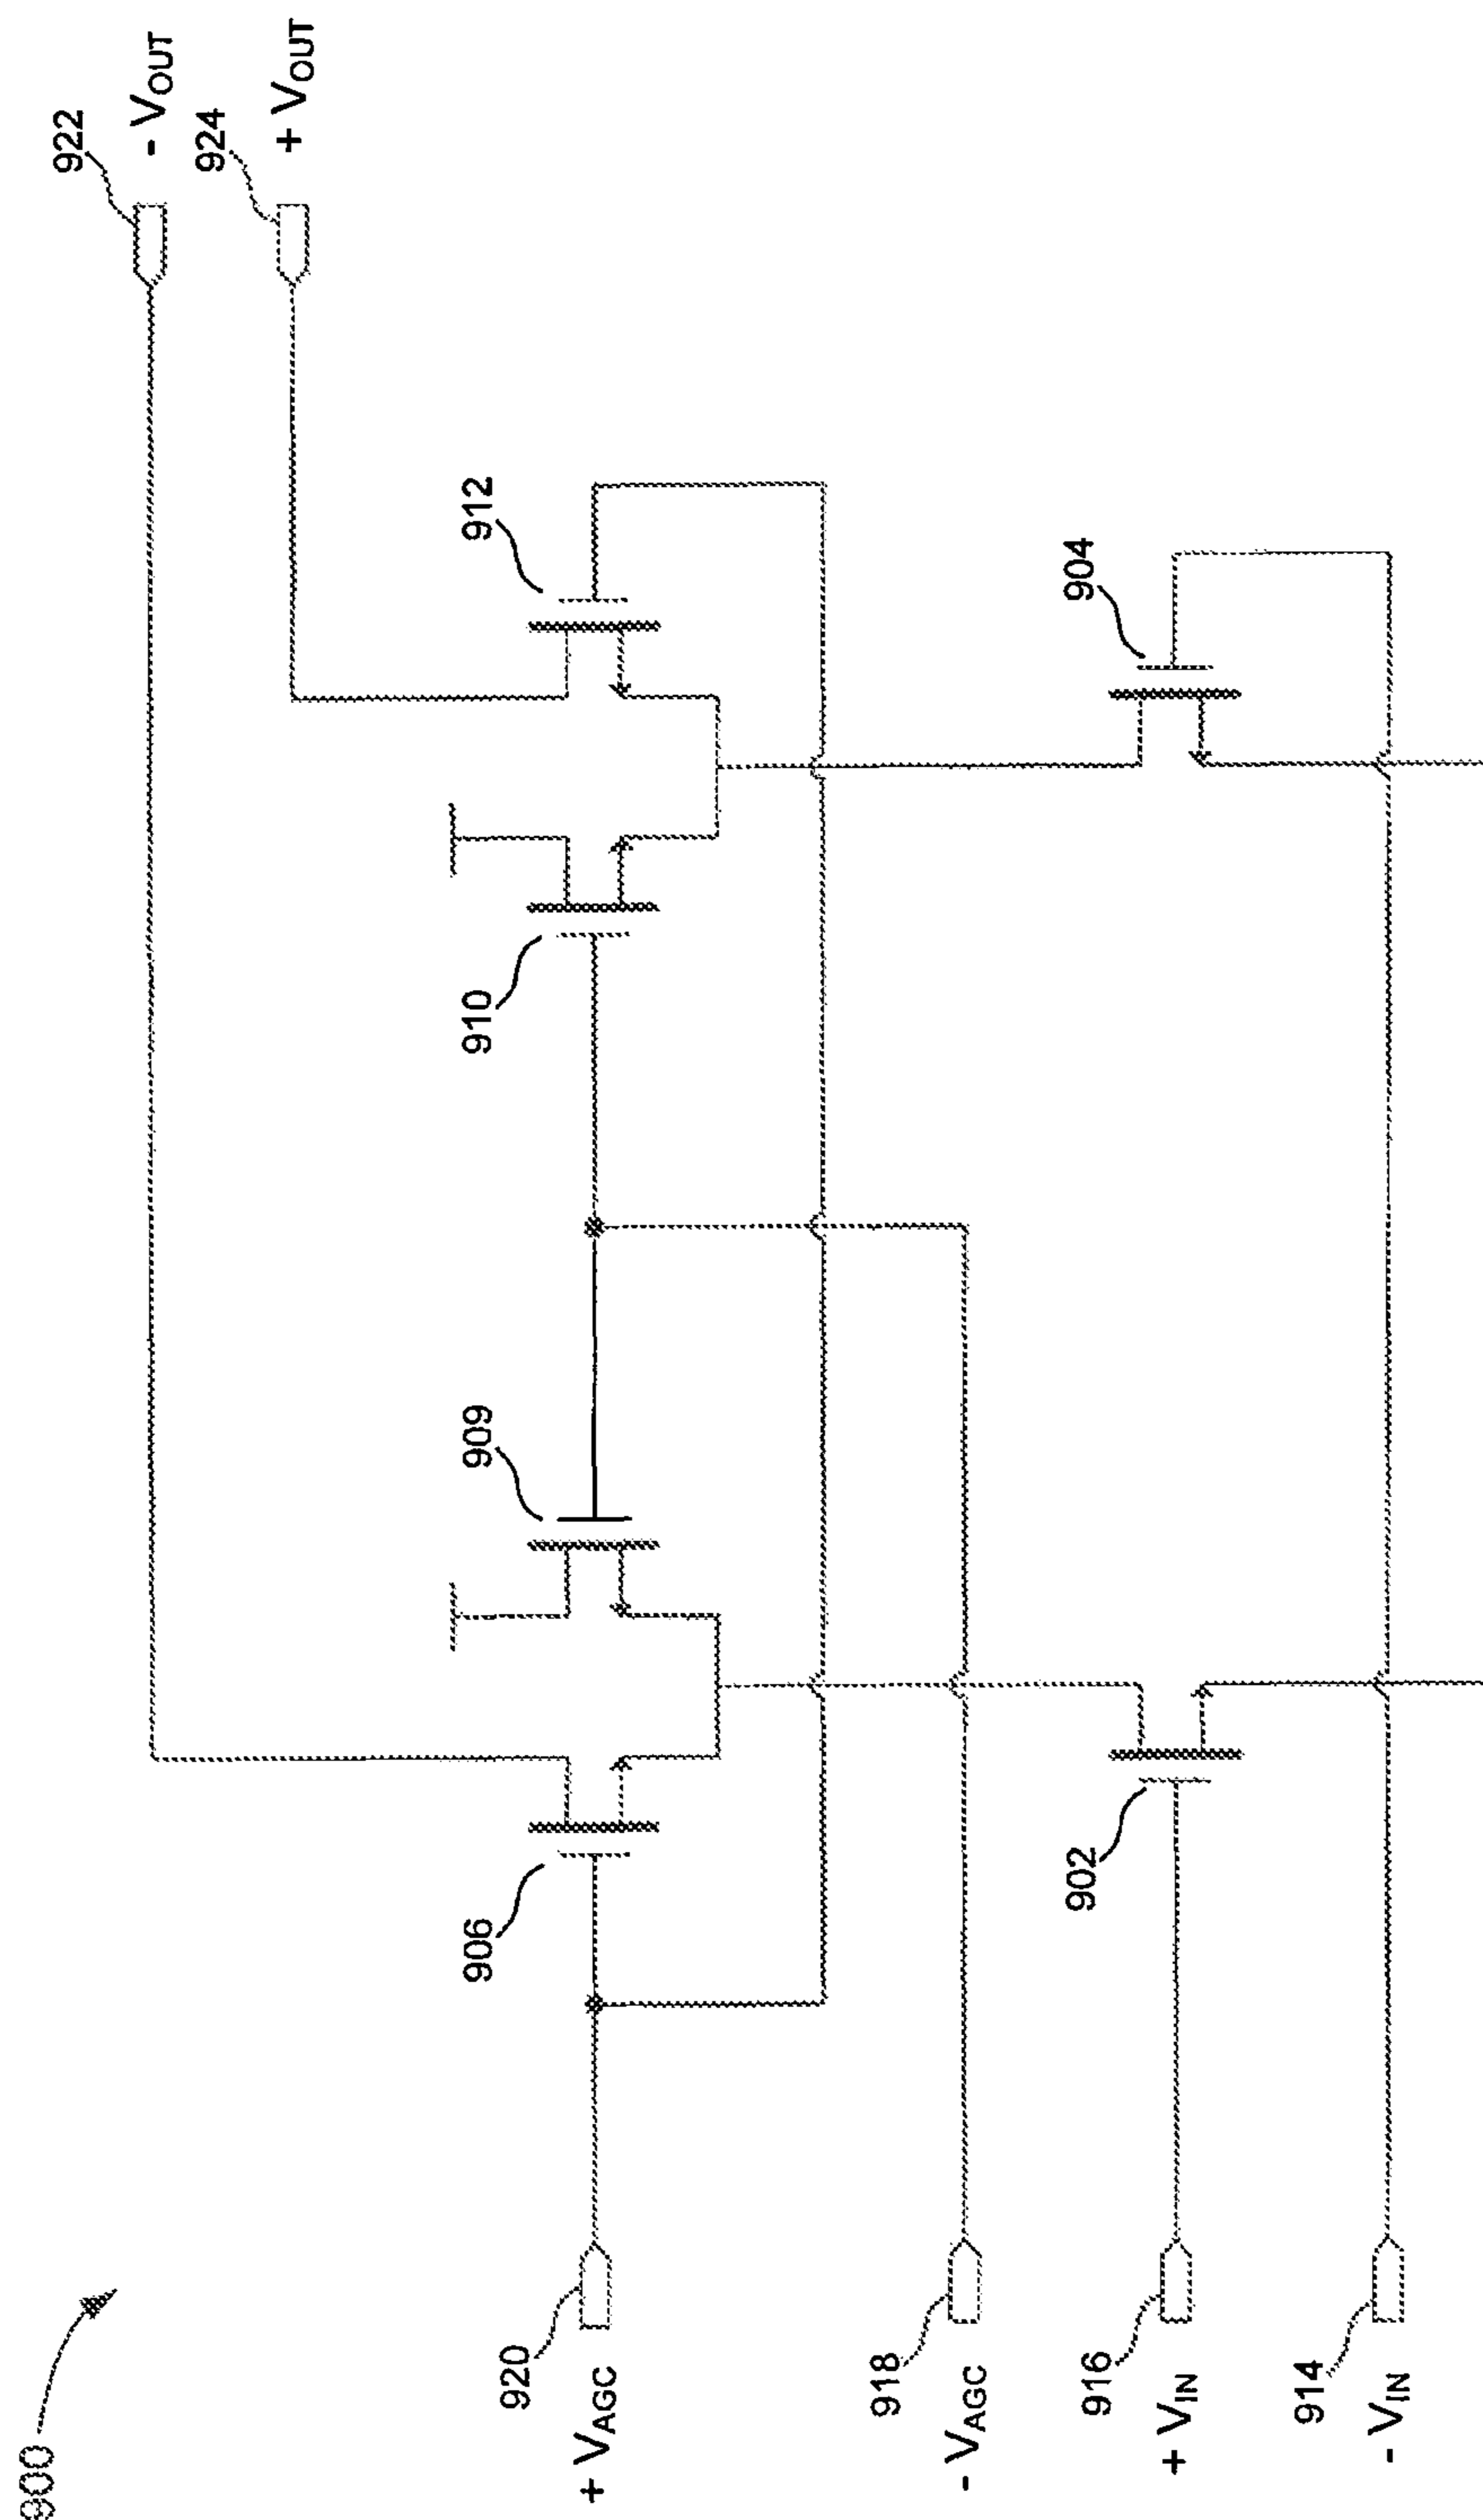 900
922
- VOUT
924
+ VOUT
912
910
909
906
904
902
920
+ VAGC
918
- VAGC
916
+ VIN
914
- VIN